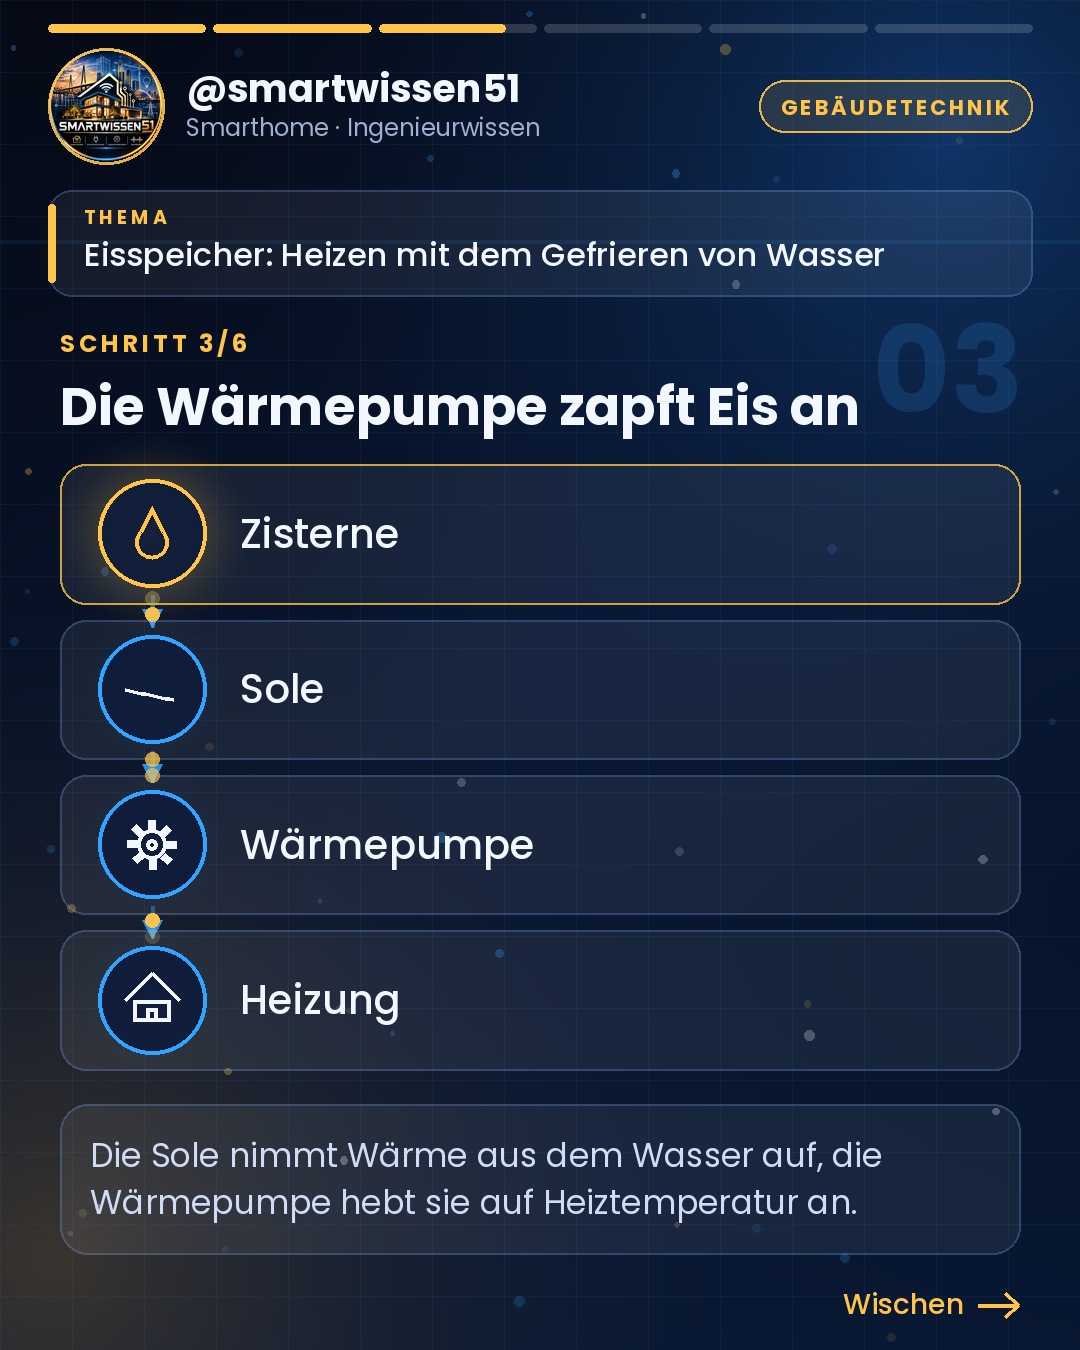 @smartwissen51
Smarthome · Ingenieurwissen
GEBÄUDETECHNIK
SMARTWISSEN51
THEMA
Eisspeicher: Heizen mit dem Gefrieren von Wasser
SCHRITT 3/6
03
Die Wärmepumpe zapft Eis an
Zisterne
Sole
Wärmepumpe
Heizung
Die Sole nimmt Wärme aus dem Wasser auf, die
Wärmepumpe hebt sie auf Heiztemperatur an.
Wischen